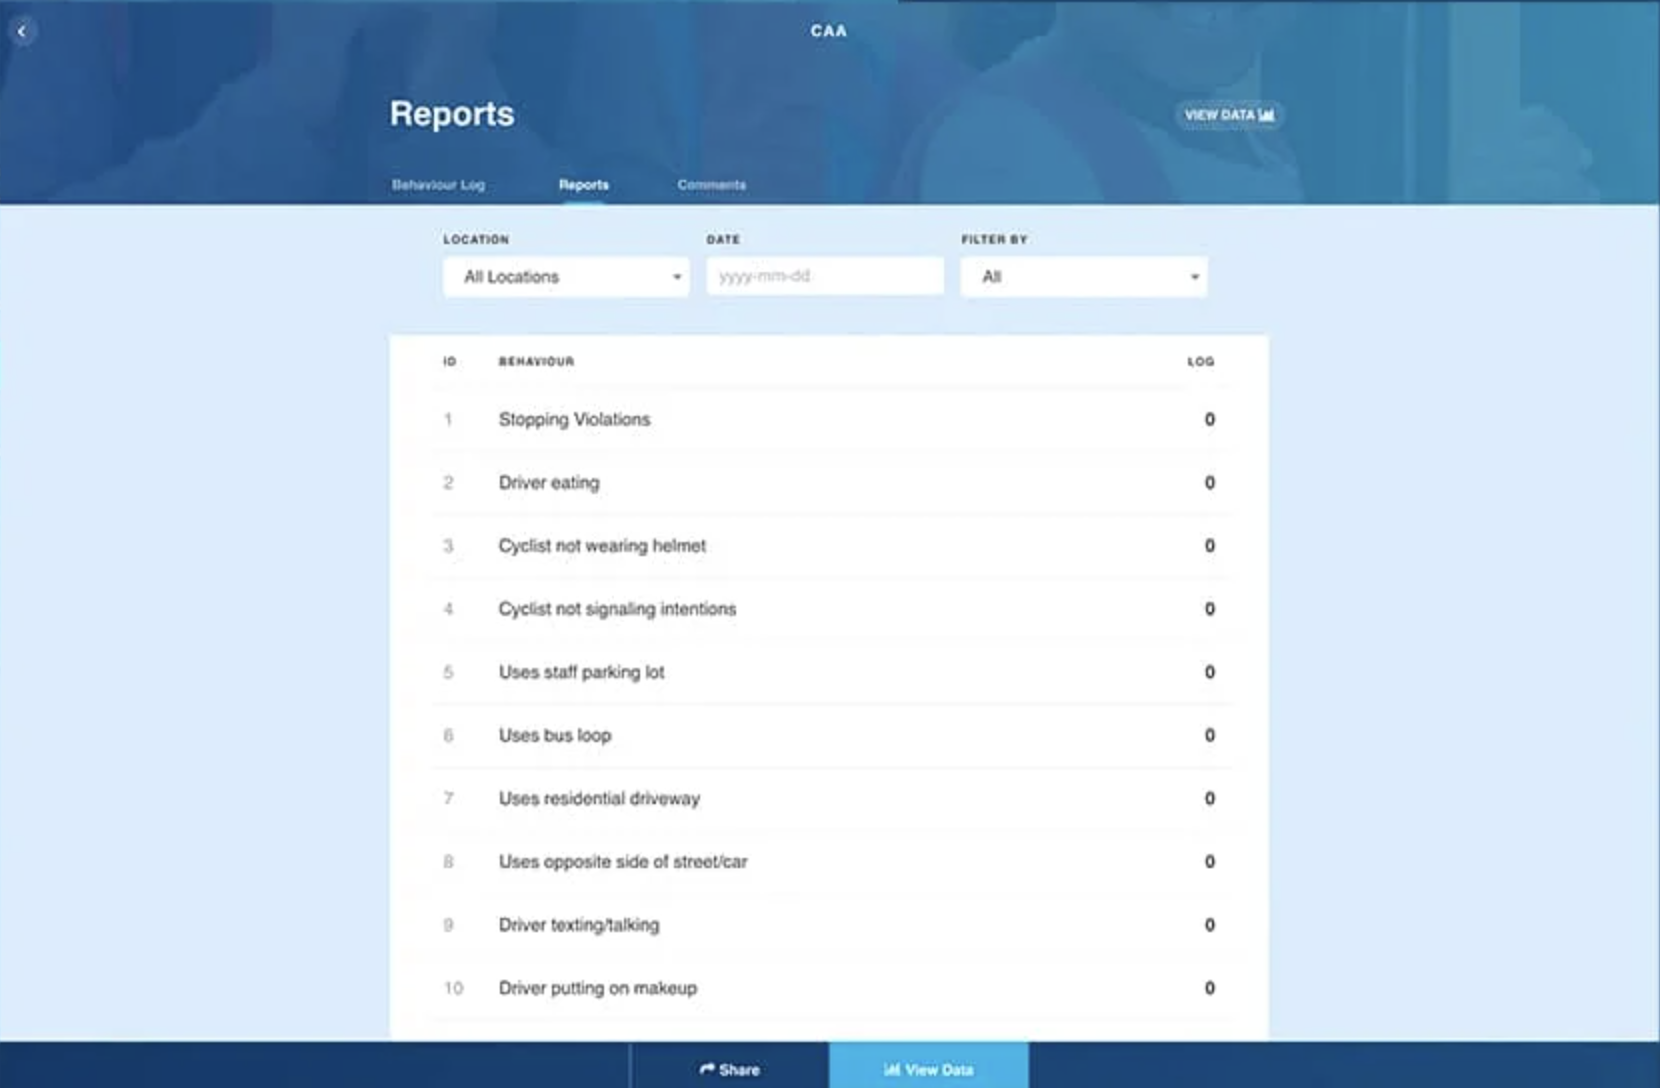 CAA
Reports
VIEW DATA
Behaviour Log Reports Comments
LOCATION DATE FILTER BY
All Locations yyyy-mm-dd All
ID BEHAVIOUR LOG
1 Stopping Violations 0
2 Driver eating 0
3 Cyclist not wearing helmet 0
4 Cyclist not signaling intentions 0
5 Uses staff parking lot 0
6 Uses bus loop 0
7 Uses residential driveway 0
8 Uses opposite side of street/car 0
9 Driver texting/talking 0
10 Driver putting on makeup 0
Share View Data